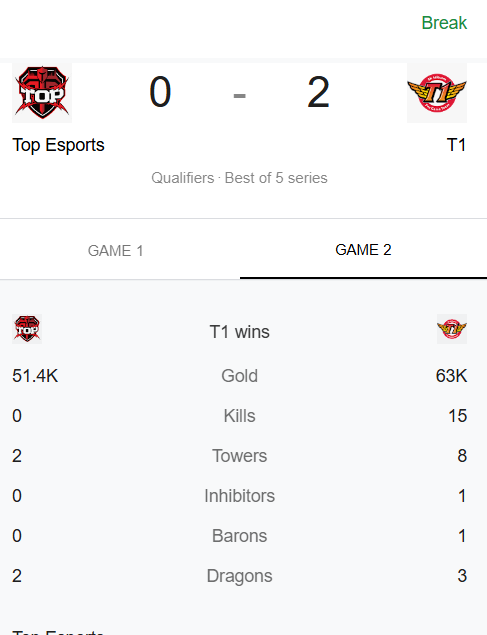 Break
TOP
0 - 2
T1
Top Esports
T1
Qualifiers · Best of 5 series
GAME 1
GAME 2
TOP
T1 wins
T1
51.4K Gold 63K
0 Kills 15
2 Towers 8
0 Inhibitors 1
0 Barons 1
2 Dragons 3
Top Esports